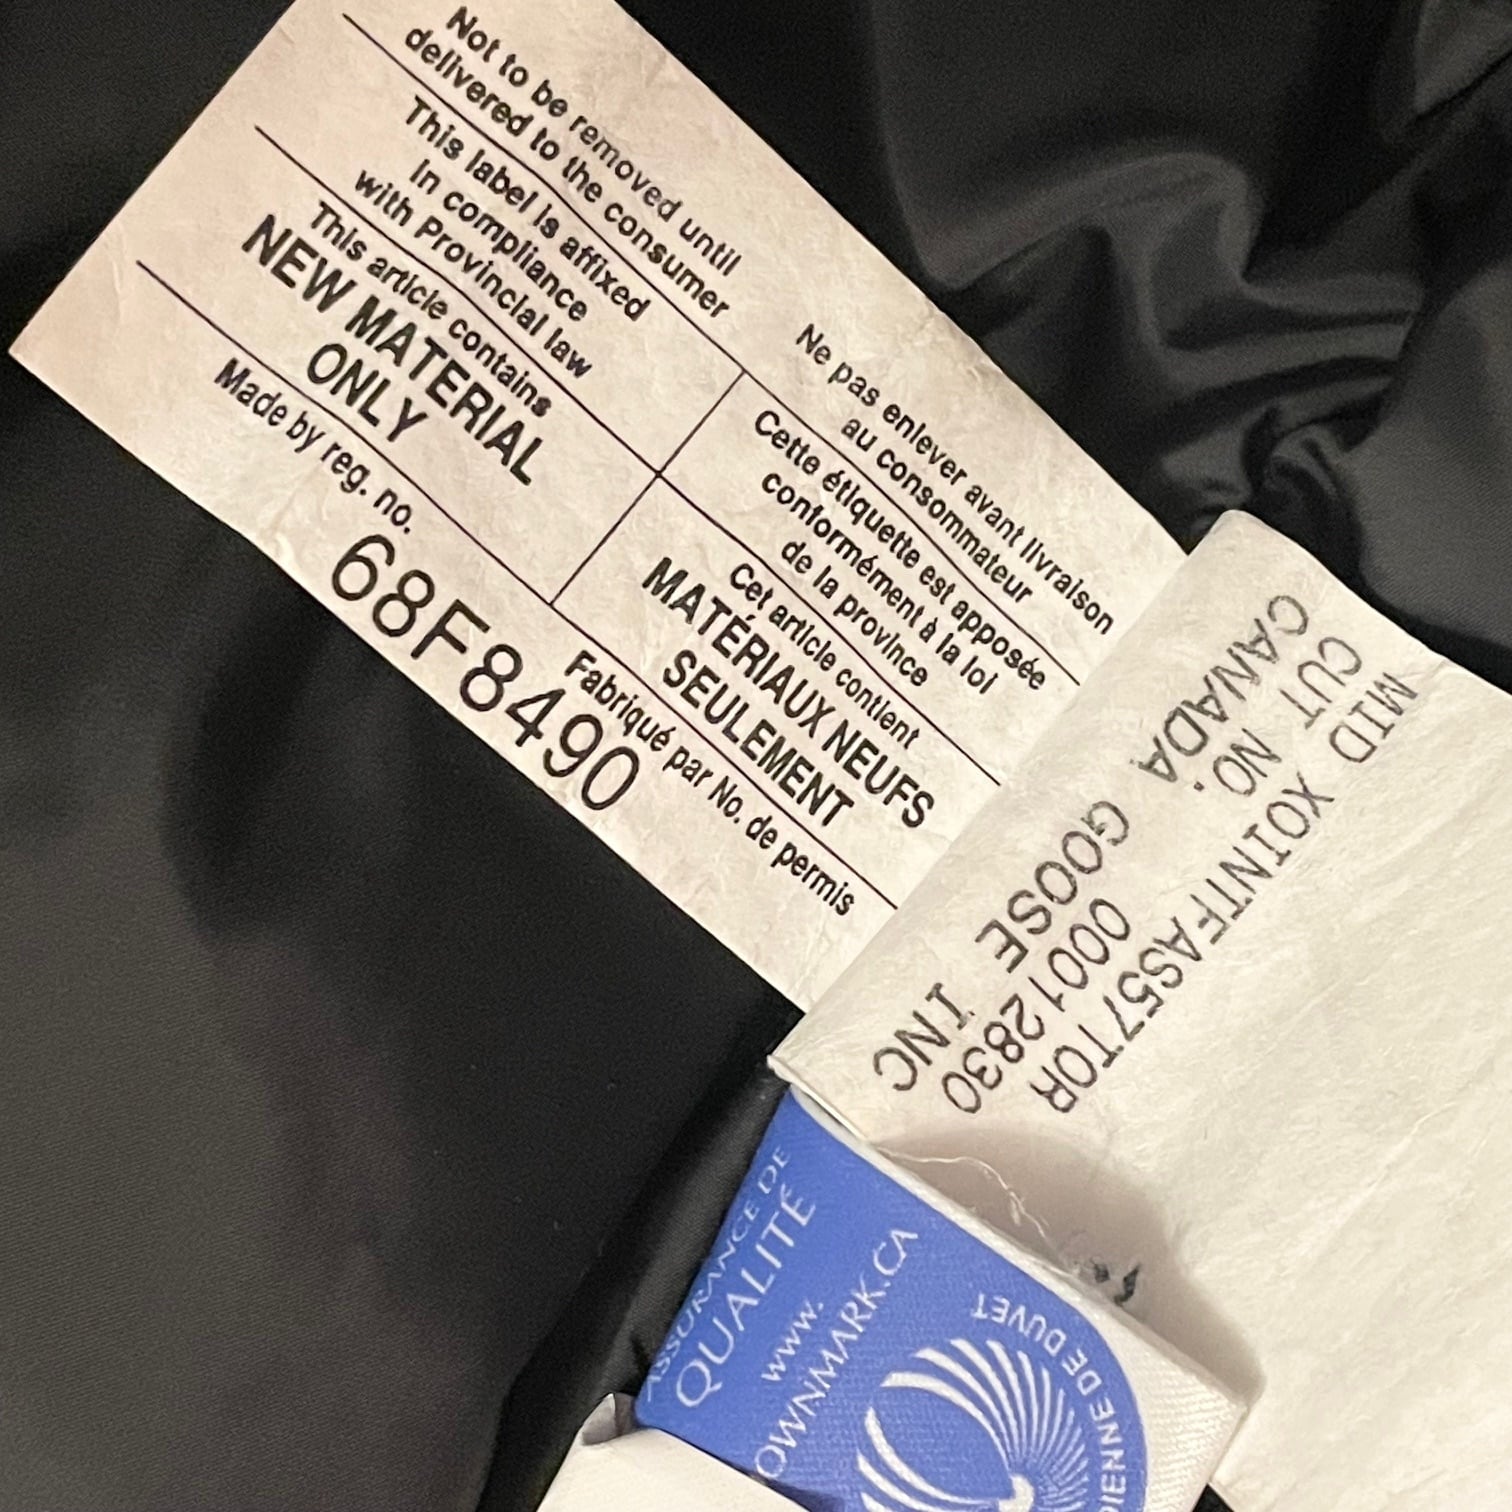 Not to be removed until
delivered to the consumer
Ne pas enlever avant livraison
au consommateur
This label is affixed
in compliance
with Provincial law
Cette étiquette est apposée
conformément à la loi
de la province
This article contains
NEW MATERIAL
ONLY
Cet article contient
MATÉRIAUX NEUFS
SEULEMENT
Made by reg. no.
68F8490
Fabriqué par No. de permis
MID XOINTFAS57TOR
CUT NO. 00012830
CANADA GOOSE INC
ASSURANCE DE
QUALITÉ
www.
OWNMARK.CA
DIENNE DE DUVET